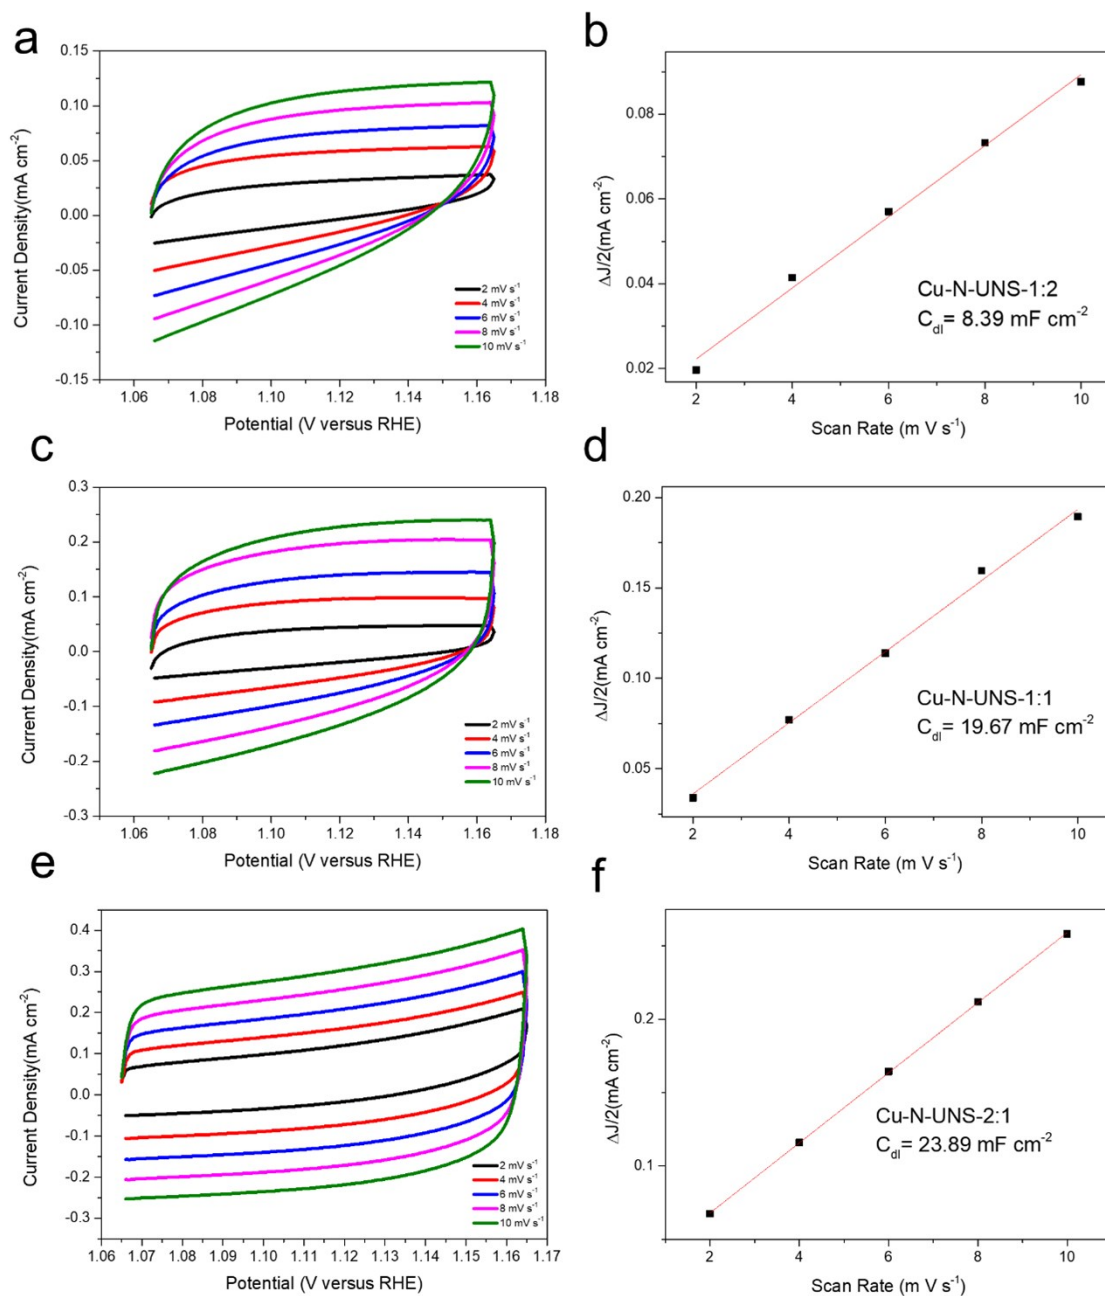 a
0.15
0.10
0.05
0.00
-0.05
-0.10
-0.15
Current Density(mA cm⁻²)
1.06 1.08 1.10 1.12 1.14 1.16 1.18
Potential (V versus RHE)
2 mV s⁻¹
4 mV s⁻¹
6 mV s⁻¹
8 mV s⁻¹
10 mV s⁻¹
b
0.08
0.06
0.04
0.02
ΔJ/2(mA cm⁻²)
Cu-N-UNS-1:2
C_dl= 8.39 mF cm⁻²
2 4 6 8 10
Scan Rate (m V s⁻¹)
c
0.3
0.2
0.1
0.0
-0.1
-0.2
-0.3
Current Density(mA cm⁻²)
1.06 1.08 1.10 1.12 1.14 1.16 1.18
Potential (V versus RHE)
2 mV s⁻¹
4 mV s⁻¹
6 mV s⁻¹
8 mV s⁻¹
10 mV s⁻¹
d
0.20
0.15
0.10
0.05
ΔJ/2(mA cm⁻²)
Cu-N-UNS-1:1
C_dl= 19.67 mF cm⁻²
2 4 6 8 10
Scan Rate (m V s⁻¹)
e
0.4
0.3
0.2
0.1
0.0
-0.1
-0.2
-0.3
Current Density(mA cm⁻²)
1.06 1.07 1.08 1.09 1.10 1.11 1.12 1.13 1.14 1.15 1.16 1.17
Potential (V versus RHE)
2 mV s⁻¹
4 mV s⁻¹
6 mV s⁻¹
8 mV s⁻¹
10 mV s⁻¹
f
0.2
0.1
ΔJ/2(mA cm⁻²)
Cu-N-UNS-2:1
C_dl= 23.89 mF cm⁻²
2 4 6 8 10
Scan Rate (m V s⁻¹)